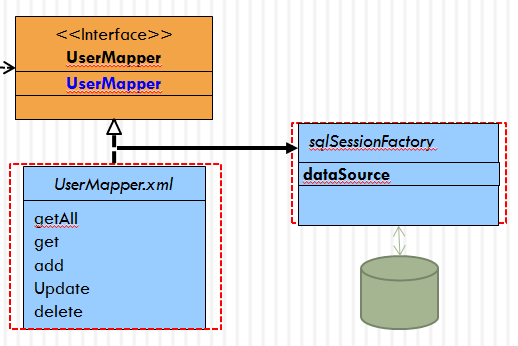 <<Interface>>
UserMapper
UserMapper
sqlSessionFactory
dataSource
UserMapper.xml
getAll
get
add
Update
delete